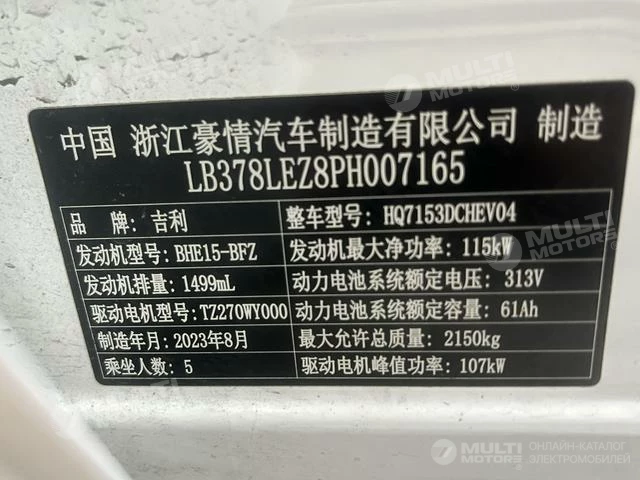 中国 浙江豪情汽车制造有限公司 制造
LB378LEZ8PH007165
品 牌: 吉利 整车型号: HQ7153DCHEV04
发动机型号: BHE15-BFZ 发动机最大净功率: 115kW
发动机排量: 1499mL 动力电池系统额定电压: 313V
驱动电机型号: TZ270WY000 动力电池系统额定容量: 61Ah
制造年月: 2023年8月 最大允许总质量: 2150kg
乘坐人数: 5 驱动电机峰值功率: 107kW
MULTI MOTORS
MULTI MOTORS
MULTI MOTORS
ОНЛАЙН-КАТАЛОГ
ЭЛЕКТРОМОБИЛЕЙ